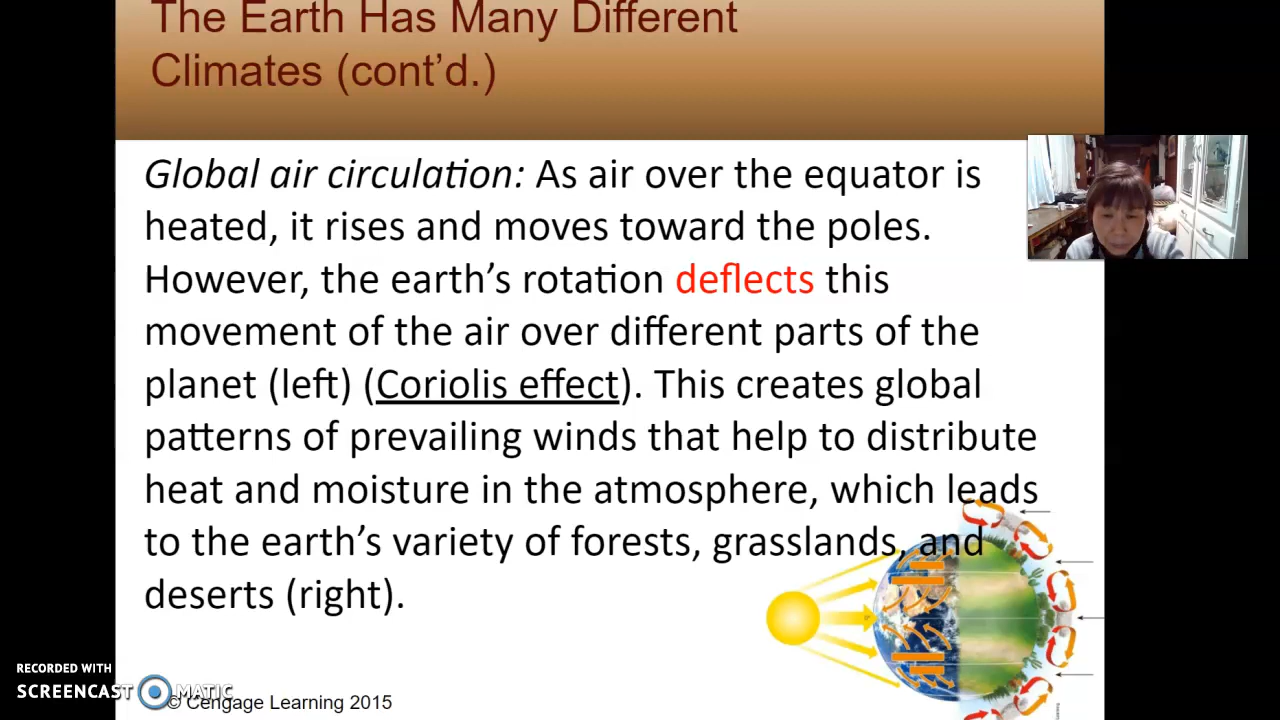 The Earth Has Many Different
Climates (cont’d.)
Global air circulation: As air over the equator is
heated, it rises and moves toward the poles.
However, the earth’s rotation deflects this
movement of the air over different parts of the
planet (left) (Coriolis effect). This creates global
patterns of prevailing winds that help to distribute
heat and moisture in the atmosphere, which leads
to the earth’s variety of forests, grasslands, and
deserts (right).
RECORDED WITH
SCREENCAST MATIC
© Cengage Learning 2015